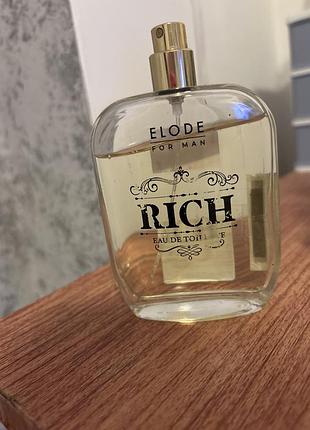 ELODE
FOR MAN
RICH
EAU DE TOILETTE